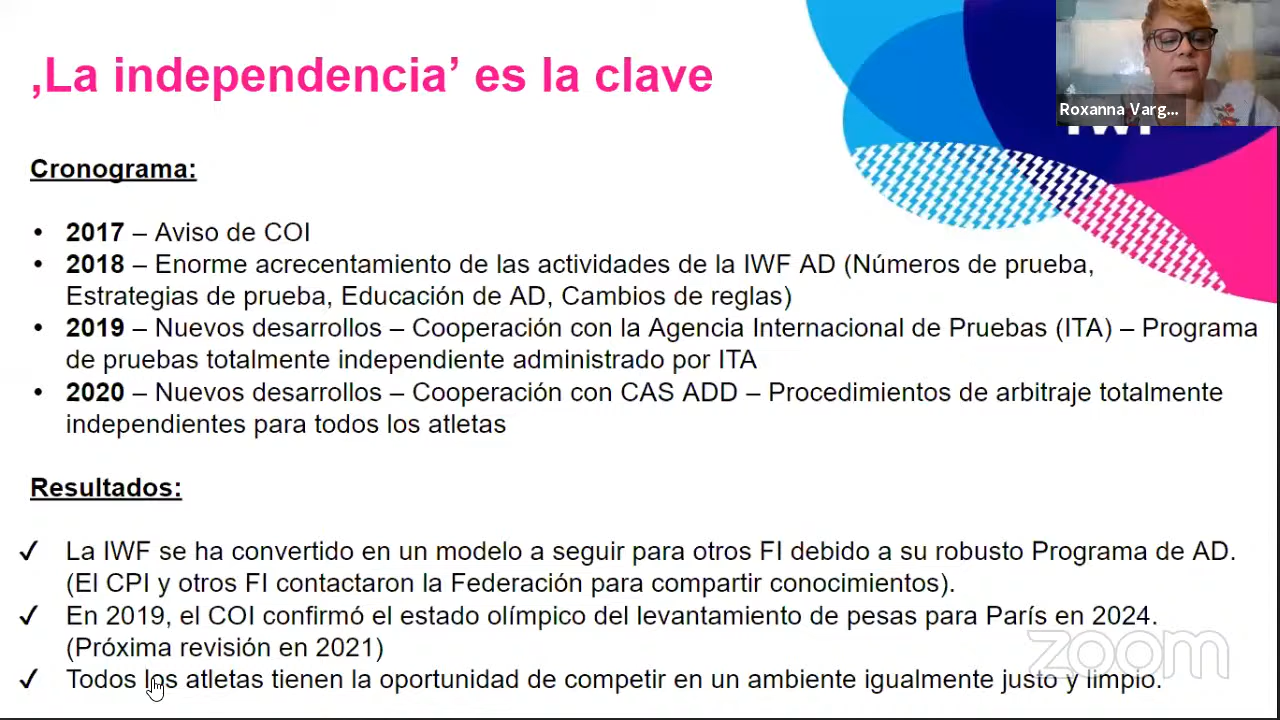 ‚La independencia’ es la clave
Roxanna Varg...
Cronograma:
• 2017 – Aviso de COI
• 2018 – Enorme acrecentamiento de las actividades de la IWF AD (Números de prueba,
Estrategias de prueba, Educación de AD, Cambios de reglas)
• 2019 – Nuevos desarrollos – Cooperación con la Agencia Internacional de Pruebas (ITA) – Programa
de pruebas totalmente independiente administrado por ITA
• 2020 – Nuevos desarrollos – Cooperación con CAS ADD – Procedimientos de arbitraje totalmente
independientes para todos los atletas
Resultados:
✓ La IWF se ha convertido en un modelo a seguir para otros FI debido a su robusto Programa de AD.
(El CPI y otros FI contactaron la Federación para compartir conocimientos).
✓ En 2019, el COI confirmó el estado olímpico del levantamiento de pesas para París en 2024.
(Próxima revisión en 2021)
zoom
✓ Todos los atletas tienen la oportunidad de competir en un ambiente igualmente justo y limpio.